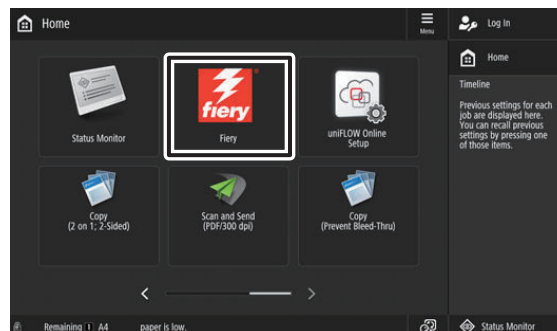 Home
Menu
Log In
Home
Timeline
Previous settings for each
job are displayed here.
You can recall previous
settings by pressing one
of those items.
Status Monitor
fiery
Fiery
uniFLOW Online
Setup
Copy
(2 on 1; 2-Sided)
Scan and Send
(PDF/300 dpi)
Copy
(Prevent Bleed-Thru)
Remaining 1 A4 paper is low.
Status Monitor